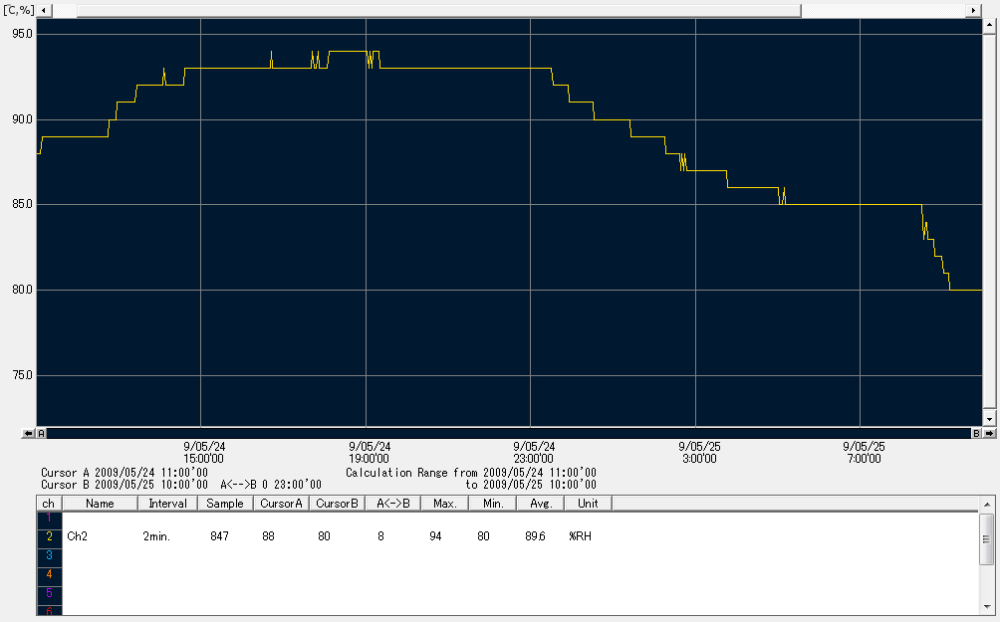 [℃,%]
95.0
90.0
85.0
80.0
75.0
A B
9/05/24 9/05/24 9/05/24 9/05/25 9/05/25
15:00'00 19:00'00 23:00'00 3:00'00 7:00'00
Cursor A 2009/05/24 11:00'00 Calculation Range from 2009/05/24 11:00'00
Cursor B 2009/05/25 10:00'00 A<-->B 0 23:00'00 to 2009/05/25 10:00'00
ch Name Interval Sample CursorA CursorB A<->B Max. Min. Avg. Unit
1
2 Ch2 2min. 847 88 80 8 94 80 89.6 %RH
3
4
5
6